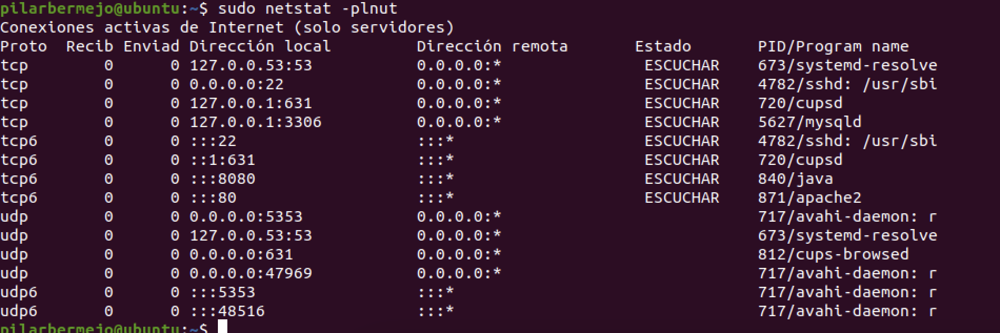 pilarbermejo@ubuntu:~$ sudo netstat -plnut
Conexiones activas de Internet (solo servidores)
Proto  Recib Enviad Dirección local         Dirección remota       Estado       PID/Program name
tcp        0      0 127.0.0.53:53           0.0.0.0:*               ESCUCHAR    673/systemd-resolve
tcp        0      0 0.0.0.0:22              0.0.0.0:*               ESCUCHAR    4782/sshd: /usr/sbi
tcp        0      0 127.0.0.1:631           0.0.0.0:*               ESCUCHAR    720/cupsd
tcp        0      0 127.0.0.1:3306          0.0.0.0:*               ESCUCHAR    5627/mysqld
tcp6       0      0 :::22                   :::*                    ESCUCHAR    4782/sshd: /usr/sbi
tcp6       0      0 ::1:631                 :::*                    ESCUCHAR    720/cupsd
tcp6       0      0 :::8080                 :::*                    ESCUCHAR    840/java
tcp6       0      0 :::80                   :::*                    ESCUCHAR    871/apache2
udp        0      0 0.0.0.0:5353            0.0.0.0:*                           717/avahi-daemon: r
udp        0      0 127.0.0.53:53           0.0.0.0:*                           673/systemd-resolve
udp        0      0 0.0.0.0:631             0.0.0.0:*                           812/cups-browsed
udp        0      0 0.0.0.0:47969           0.0.0.0:*                           717/avahi-daemon: r
udp6       0      0 :::5353                 :::*                                717/avahi-daemon: r
udp6       0      0 :::48516                :::*                                717/avahi-daemon: r
pilarbermejo@ubuntu:~$